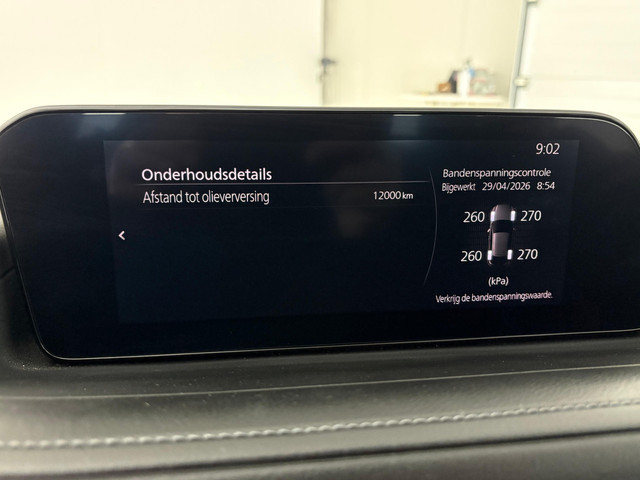 9:02
Onderhoudsdetails
Afstand tot olieverversing 12000 km
Bandenspanningscontrole
Bijgewerkt 29/04/2026 8:54
260 270
260 270
(kPa)
Verkrijg de bandenspanningswaarde.